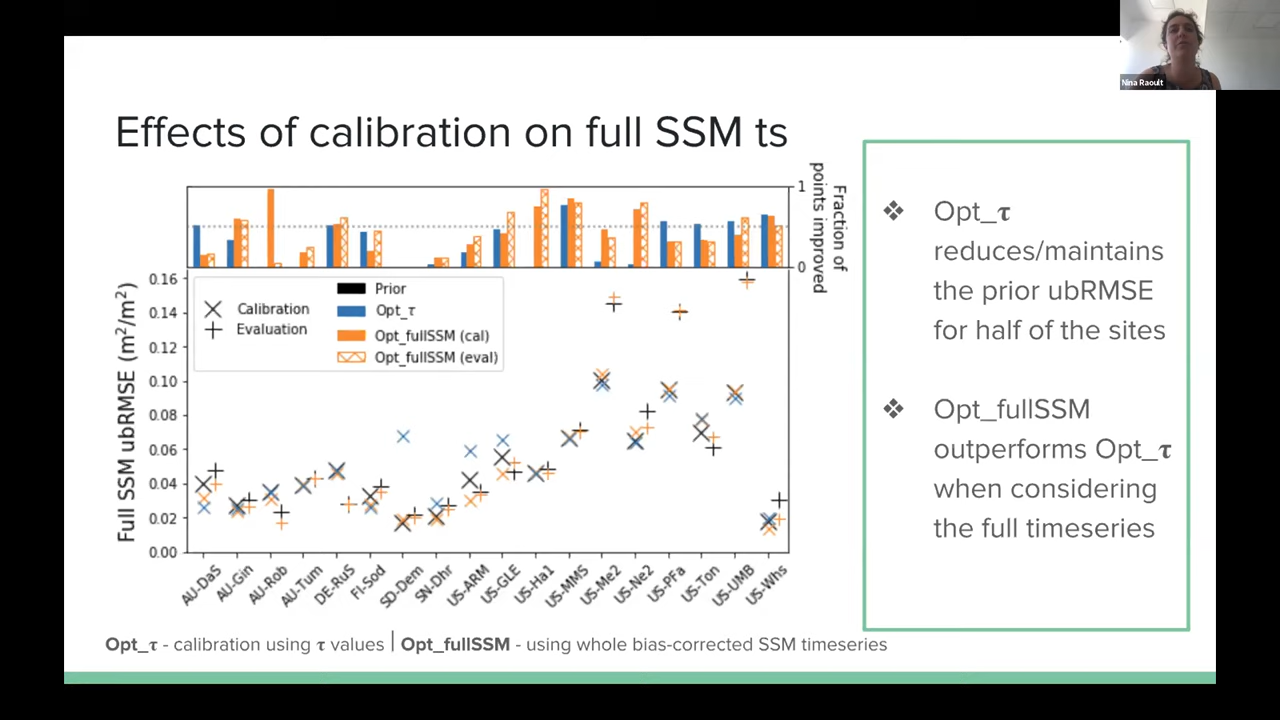 Nina Raoult
Effects of calibration on full SSM ts
Fraction of
points improved
1
0
Full SSM ubRMSE (m²/m²)
0.16
0.14
0.12
0.10
0.08
0.06
0.04
0.02
0.00
Calibration
Evaluation
Prior
Opt_τ
Opt_fullSSM (cal)
Opt_fullSSM (eval)
AU-DaS
AU-Gin
AU-Rob
AU-Tum
DE-RuS
FI-Sod
SD-Dem
SN-Dhr
US-ARM
US-GLE
US-Ha1
US-MMS
US-Me2
US-Ne2
US-PFa
US-Ton
US-UMB
US-Whs
❖ Opt_τ
reduces/maintains
the prior ubRMSE
for half of the sites
❖ Opt_fullSSM
outperforms Opt_τ
when considering
the full timeseries
Opt_τ - calibration using τ values | Opt_fullSSM - using whole bias-corrected SSM timeseries